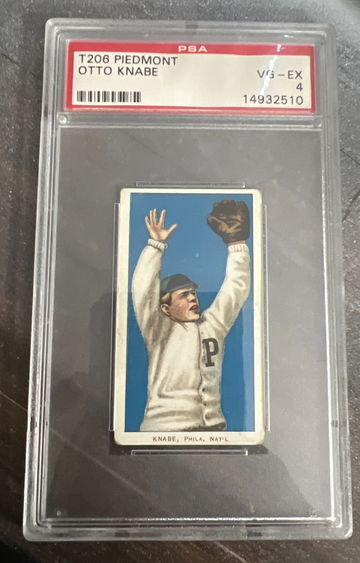 PSA
T206 PIEDMONT
OTTO KNABE
VG - EX
4
14932510
P
KNABE, PHILA. NAT'L